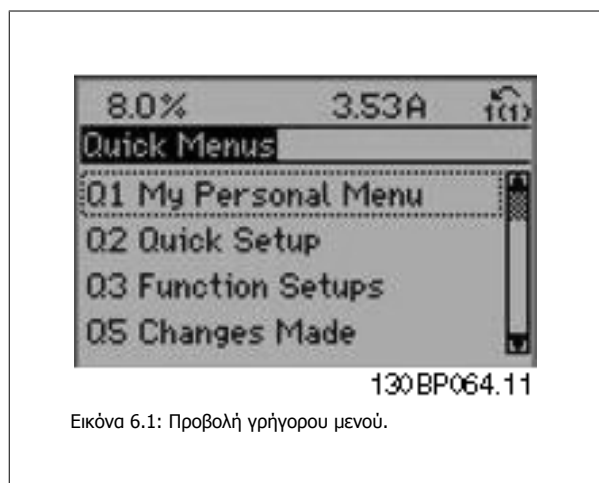 8.0% 3.53A 1(1)
Quick Menus
Q1 My Personal Menu
Q2 Quick Setup
Q3 Function Setups
Q5 Changes Made
130BP064.11
Εικόνα 6.1: Προβολή γρήγορου μενού.